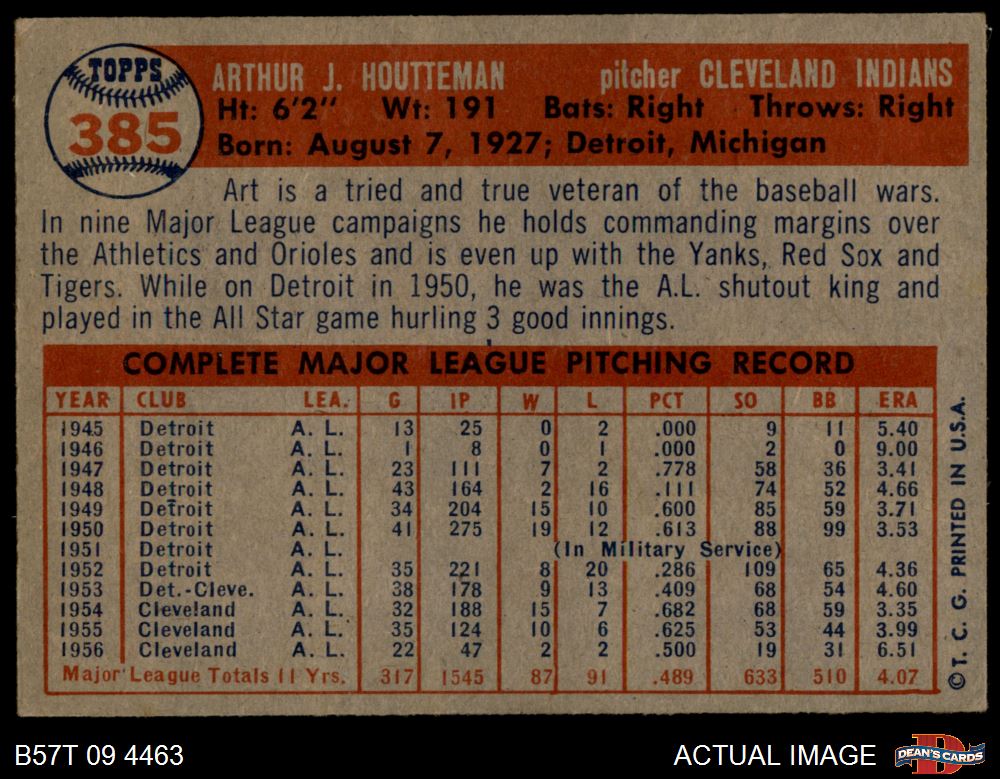 TOPPS
385
ARTHUR J. HOUTTEMAN pitcher CLEVELAND INDIANS
Ht: 6'2" Wt: 191 Bats: Right Throws: Right
Born: August 7, 1927; Detroit, Michigan
Art is a tried and true veteran of the baseball wars.
In nine Major League campaigns he holds commanding margins over
the Athletics and Orioles and is even up with the Yanks, Red Sox and
Tigers. While on Detroit in 1950, he was the A.L. shutout king and
played in the All Star game hurling 3 good innings.
COMPLETE MAJOR LEAGUE PITCHING RECORD
YEAR CLUB LEA. G IP W L PCT SO BB ERA
1945 Detroit A. L. 13 25 0 2 .000 9 11 5.40
1946 Detroit A. L. 1 8 0 1 .000 2 0 9.00
1947 Detroit A. L. 23 111 7 2 .778 58 36 3.41
1948 Detroit A. L. 43 164 2 16 .111 74 52 4.66
1949 Detroit A. L. 34 204 15 10 .600 85 59 3.71
1950 Detroit A. L. 41 275 19 12 .613 88 99 3.53
1951 Detroit A. L. (In Military Service)
1952 Detroit A. L. 35 221 8 20 .286 109 65 4.36
1953 Det.-Cleve. A. L. 38 178 9 13 .409 68 54 4.60
1954 Cleveland A. L. 32 188 15 7 .682 68 59 3.35
1955 Cleveland A. L. 35 124 10 6 .625 53 44 3.99
1956 Cleveland A. L. 22 47 2 2 .500 19 31 6.51
Major League Totals 11 Yrs. 317 1545 87 91 .489 633 510 4.07
© T. C. G. PRINTED IN U.S.A.
B57T 09 4463 ACTUAL IMAGE
DEAN'S CARDS